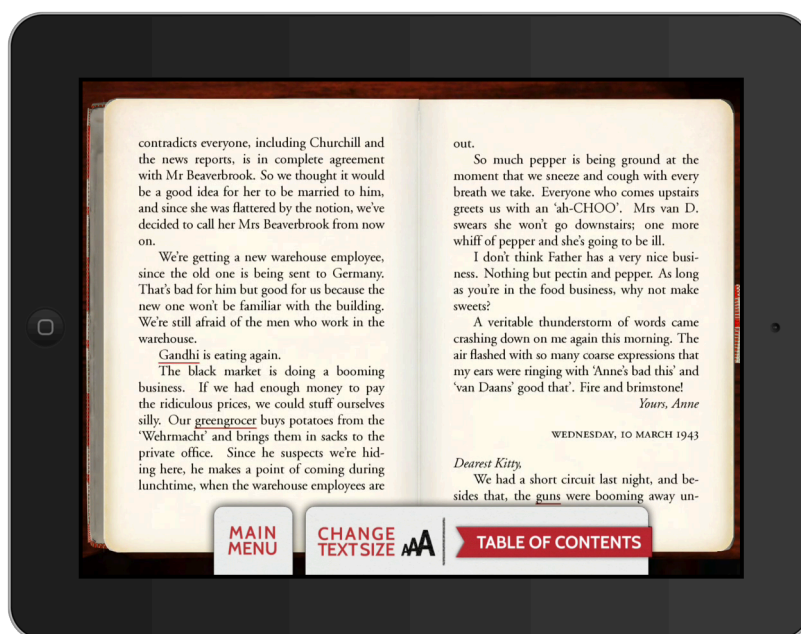 contradicts everyone, including Churchill and
the news reports, is in complete agreement
with Mr Beaverbrook. So we thought it would
be a good idea for her to be married to him,
and since she was flattered by the notion, we've
decided to call her Mrs Beaverbrook from now
on.
We're getting a new warehouse employee,
since the old one is being sent to Germany.
That's bad for him but good for us because the
new one won't be familiar with the building.
We're still afraid of the men who work in the
warehouse.
Gandhi is eating again.
The black market is doing a booming
business. If we had enough money to pay
the ridiculous prices, we could stuff ourselves
silly. Our greengrocer buys potatoes from the
'Wehrmacht' and brings them in sacks to the
private office. Since he suspects we're hid-
ing here, he makes a point of coming during
lunchtime, when the warehouse employees are
out.
So much pepper is being ground at the
moment that we sneeze and cough with every
breath we take. Everyone who comes upstairs
greets us with an 'ah-CHOO'. Mrs van D.
swears she won't go downstairs; one more
whiff of pepper and she's going to be ill.
I don't think Father has a very nice busi-
ness. Nothing but pectin and pepper. As long
as you're in the food business, why not make
sweets?
A veritable thunderstorm of words came
crashing down on me again this morning. The
air flashed with so many coarse expressions that
my ears were ringing with 'Anne's bad this' and
'van Daans' good that'. Fire and brimstone!
Yours, Anne
WEDNESDAY, 10 MARCH 1943
Dearest Kitty,
We had a short circuit last night, and be-
sides that, the guns were booming away un-
MAIN
MENU
CHANGE
TEXT SIZE AAA
TABLE OF CONTENTS